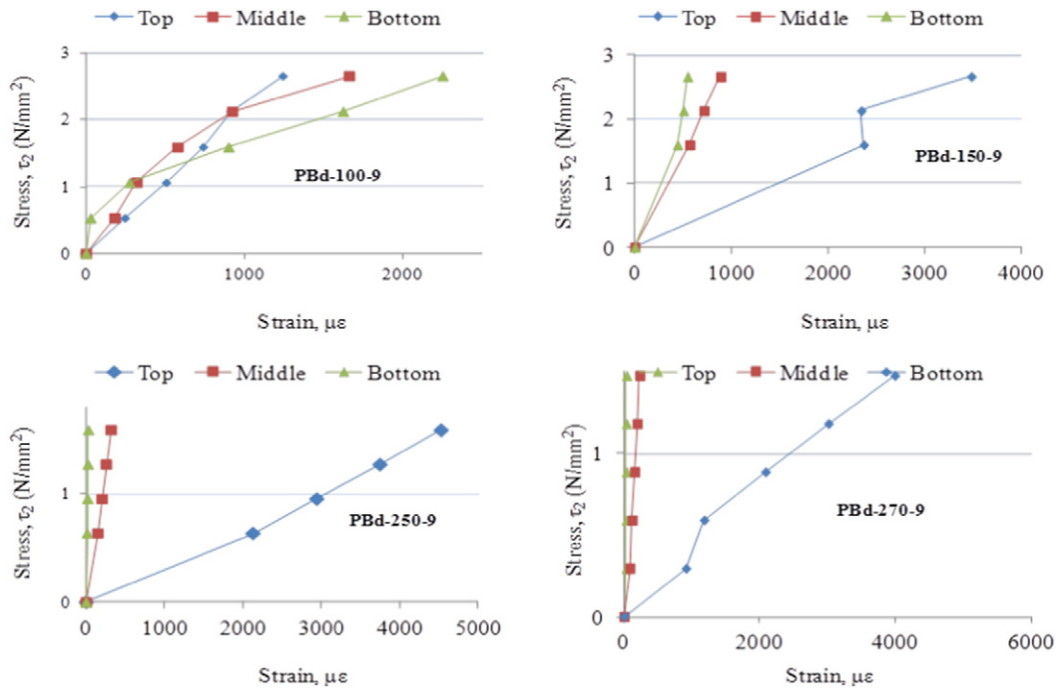 Top Middle Bottom
3
2
1
0
Stress, τ2 (N/mm2)
PBd-100-9
0 1000 2000
Strain, με
Top Middle Bottom
3
2
1
0
Stress, τ2 (N/mm2)
PBd-150-9
0 1000 2000 3000 4000
Strain, με
Top Middle Bottom
1
0
Stress, τ2 (N/mm2)
PBd-250-9
0 1000 2000 3000 4000 5000
Strain, με
Top Middle Bottom
1
0
Stress, τ2 (N/mm2)
PBd-270-9
0 2000 4000 6000
Strain, με